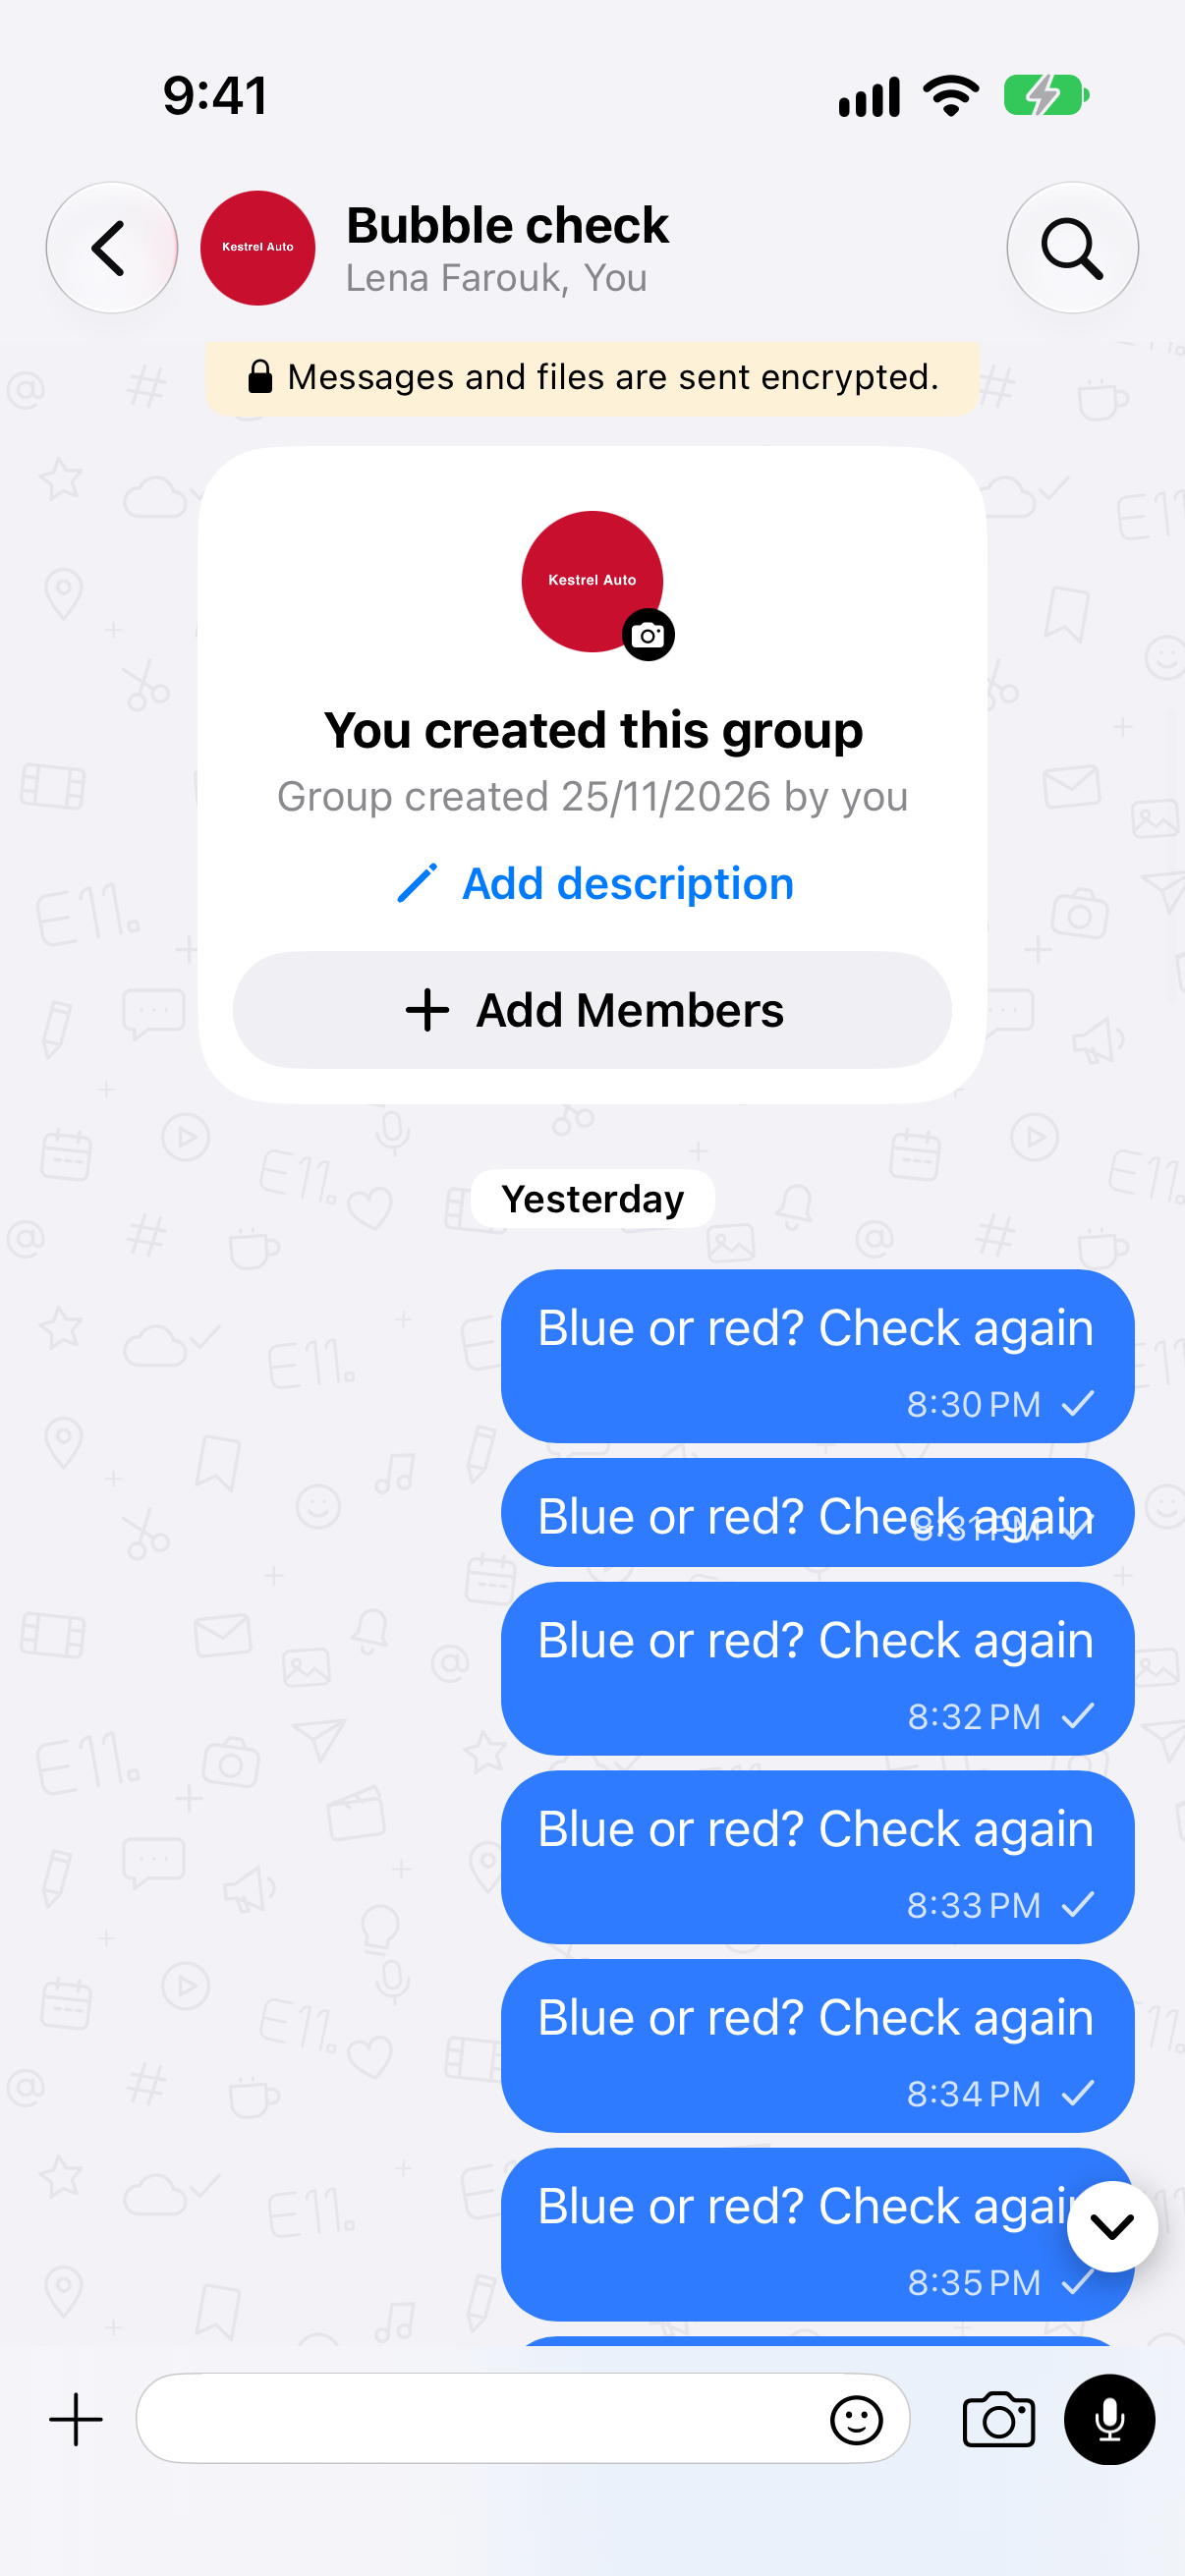 9:41
Kestrel Auto
Bubble check
Lena Farouk, You
Messages and files are sent encrypted.
Kestrel Auto
You created this group
Group created 25/11/2026 by you
Add description
Add Members
Yesterday
Blue or red? Check again
8:30 PM
Blue or red? Check again
8:31 PM
Blue or red? Check again
8:32 PM
Blue or red? Check again
8:33 PM
Blue or red? Check again
8:34 PM
Blue or red? Check again
8:35 PM